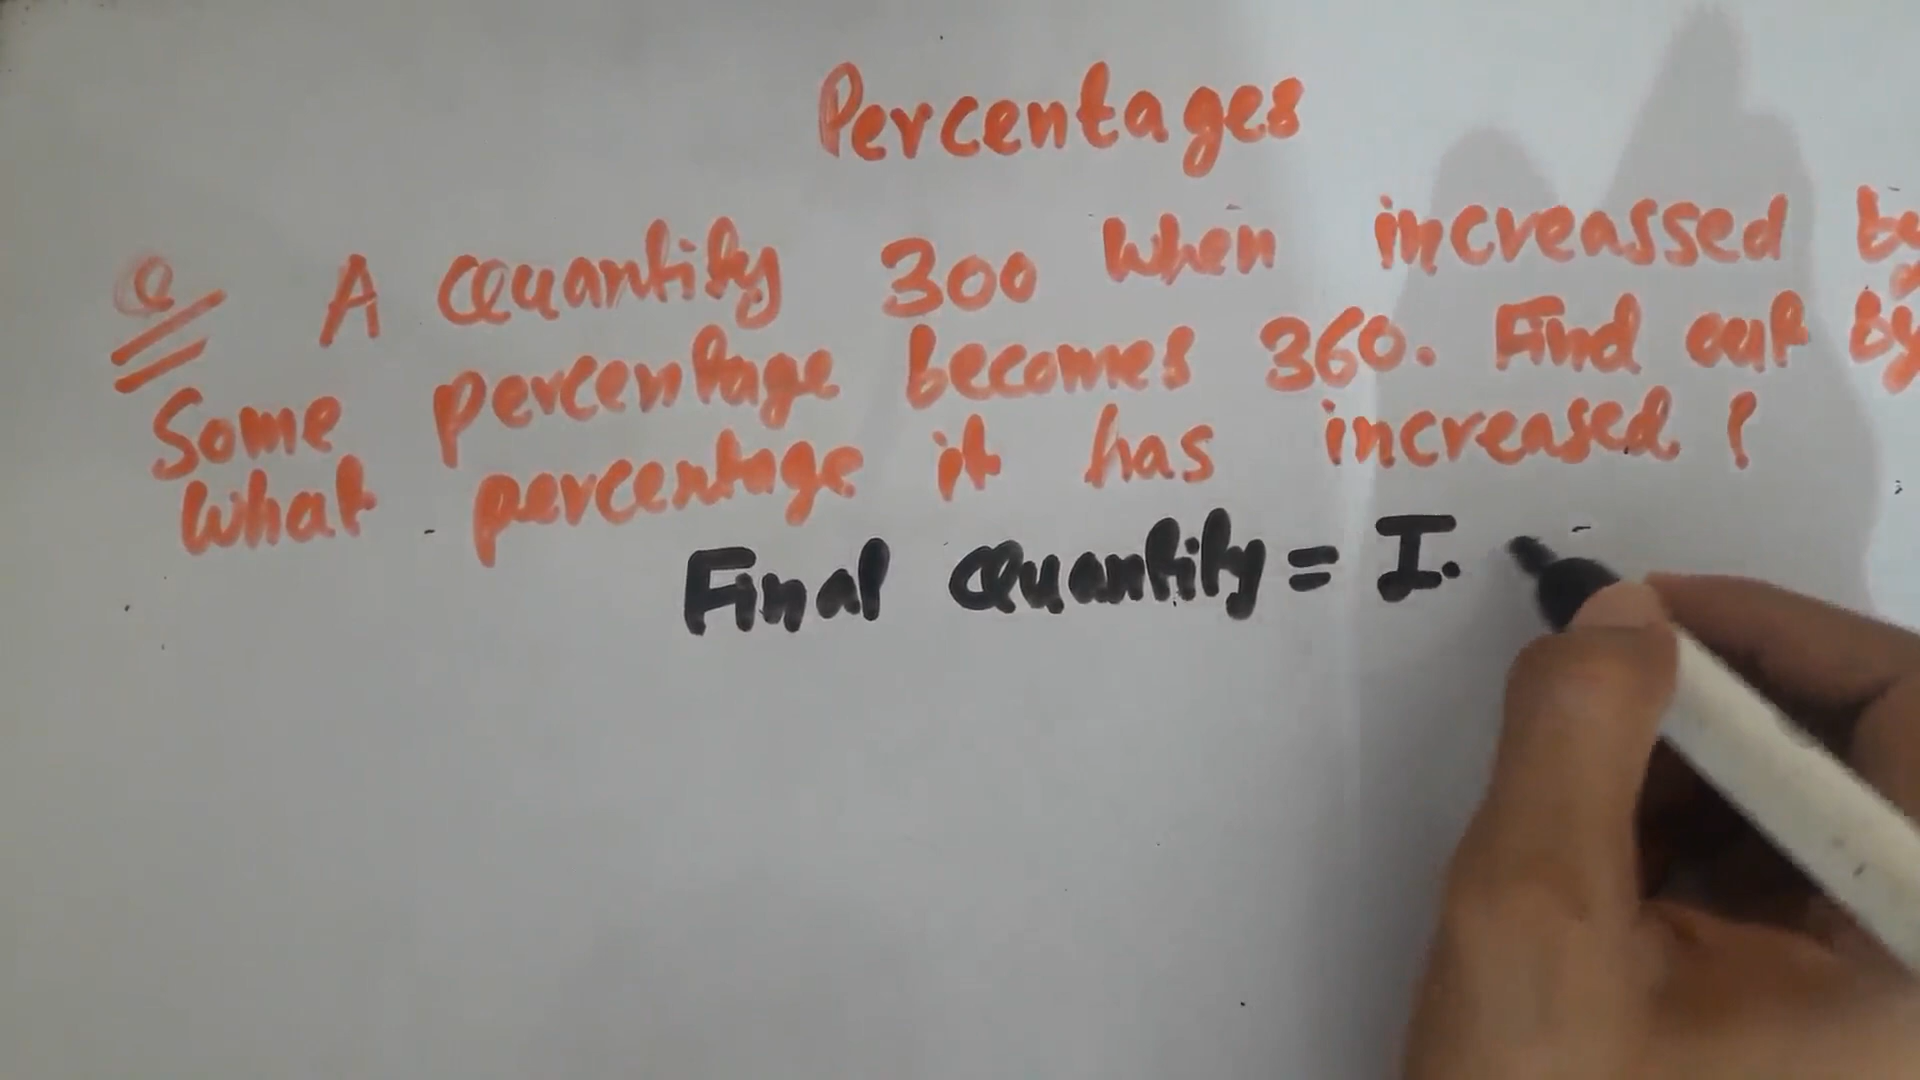 Percentages
Q A Quantity 300 when increassed by
Some percentage becomes 360. Find out by
what percentage it has increased ?
Final Quantity = I.